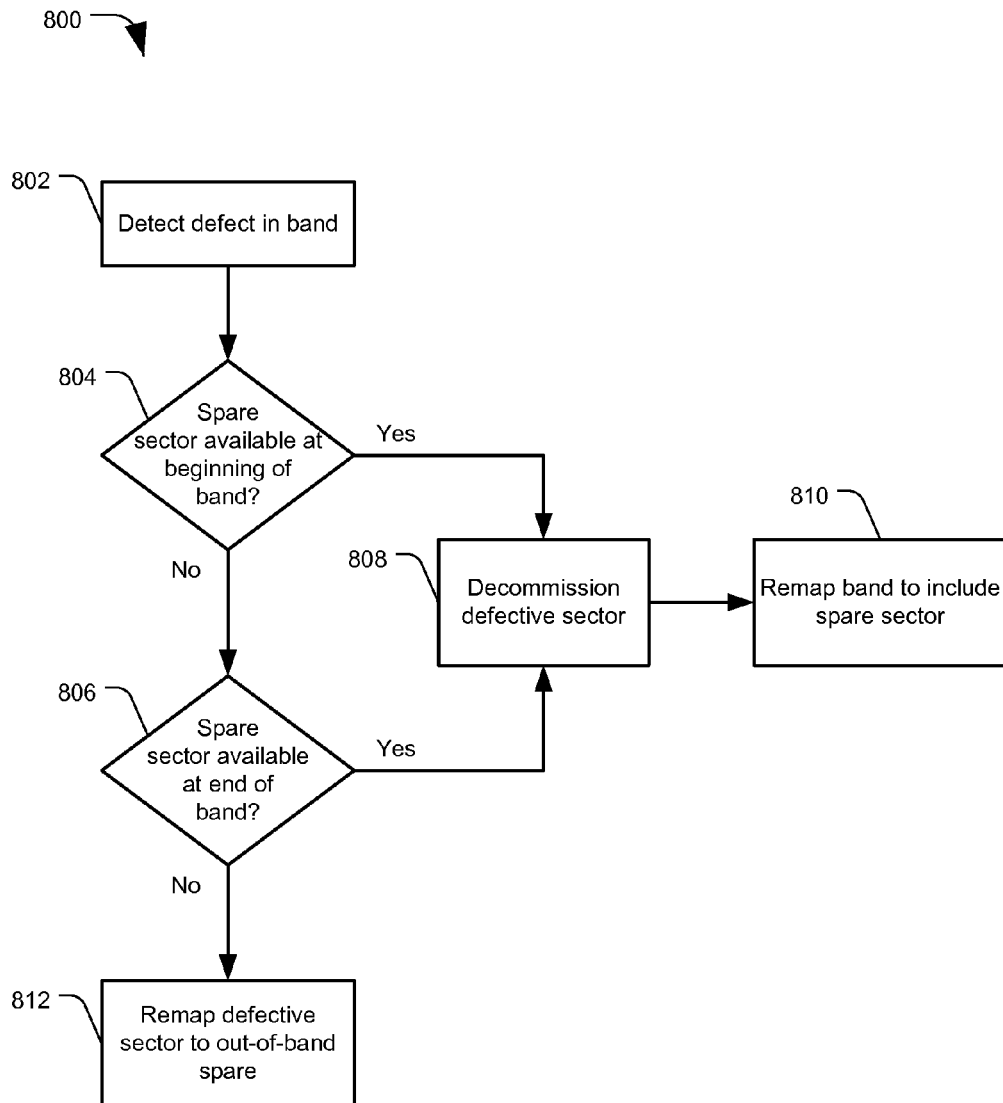 800
802
Detect defect in band
804
Spare
sector available at
beginning of
band?
Yes
No
808
Decommission
defective sector
810
Remap band to include
spare sector
806
Spare
sector available
at end of
band?
Yes
No
812
Remap defective
sector to out-of-band
spare